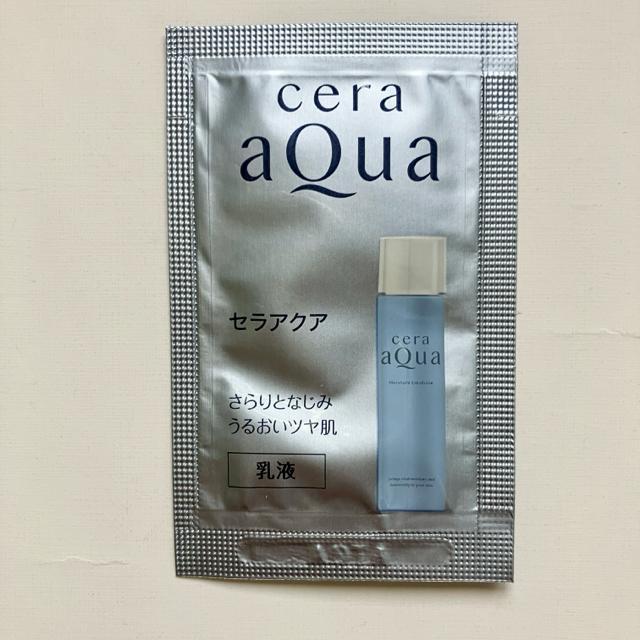 cera
aQua
セラアクア
cera
aQua
さらりとなじみ
うるおいツヤ肌
乳液